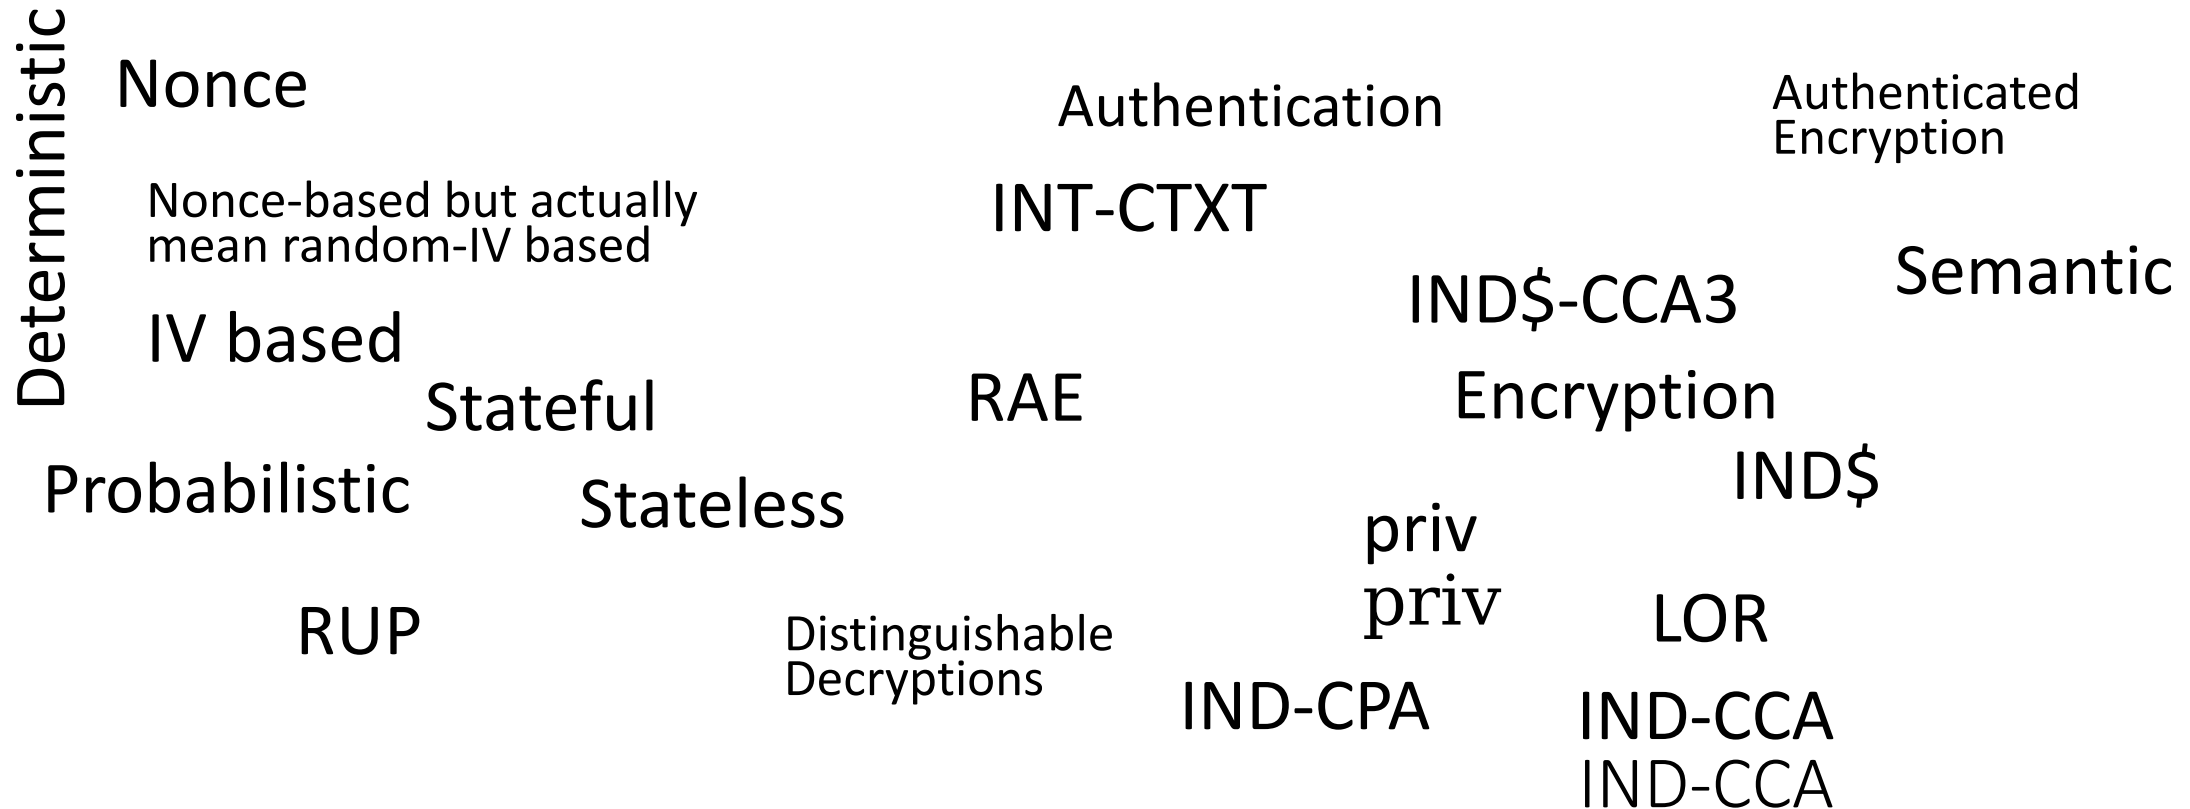 Deterministic
Nonce
Authentication
Authenticated
Encryption
Nonce-based but actually
mean random-IV based
INT-CTXT
Semantic
IND$-CCA3
IV based
Stateful
RAE
Encryption
Probabilistic
Stateless
IND$
priv
priv
RUP
Distinguishable
Decryptions
LOR
IND-CPA
IND-CCA
IND-CCA